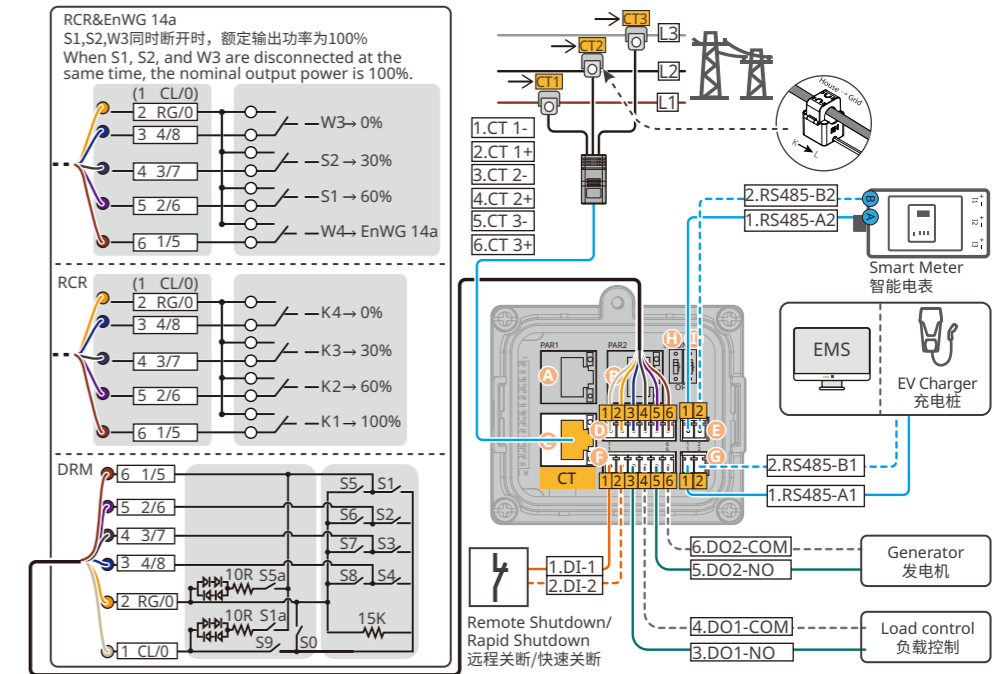 RCR&EnWG 14a
S1,S2,W3同时断开时，额定输出功率为100%
When S1, S2, and W3 are disconnected at the
same time, the nominal output power is 100%.
(1 CL/0)
2 RG/0
3 4/8
4 3/7
5 2/6
6 1/5
W3→ 0%
S2 → 30%
S1 → 60%
W4→ EnWG 14a
RCR
(1 CL/0)
2 RG/0
3 4/8
4 3/7
5 2/6
6 1/5
K4→ 0%
K3→ 30%
K2→ 60%
K1→ 100%
DRM
6 1/5
5 2/6
4 3/7
3 4/8
2 RG/0
1 CL/0
S5 S1
S6 S2
S7 S3
S8 S4
10R S5a
10R S1a
S9 S0
15K
CT3
CT2
CT1
L3
L2
L1
House → Grid
K → L
1.CT 1-
2.CT 1+
3.CT 2-
4.CT 2+
5.CT 3-
6.CT 3+
2.RS485-B2
1.RS485-A2
B
A
I1
I2
I3
Smart Meter
智能电表
EMS
EV Charger
充电桩
PAR1
PAR2
H
I
A
B
C
CT
D
E
F
G
1 2 3 4 5 6
1 2
1 2 3 4 5 6
1 2
2.RS485-B1
1.RS485-A1
1.DI-1
2.DI-2
Remote Shutdown/
Rapid Shutdown
远程关断/快速关断
6.DO2-COM
5.DO2-NO
Generator
发电机
4.DO1-COM
3.DO1-NO
Load control
负载控制